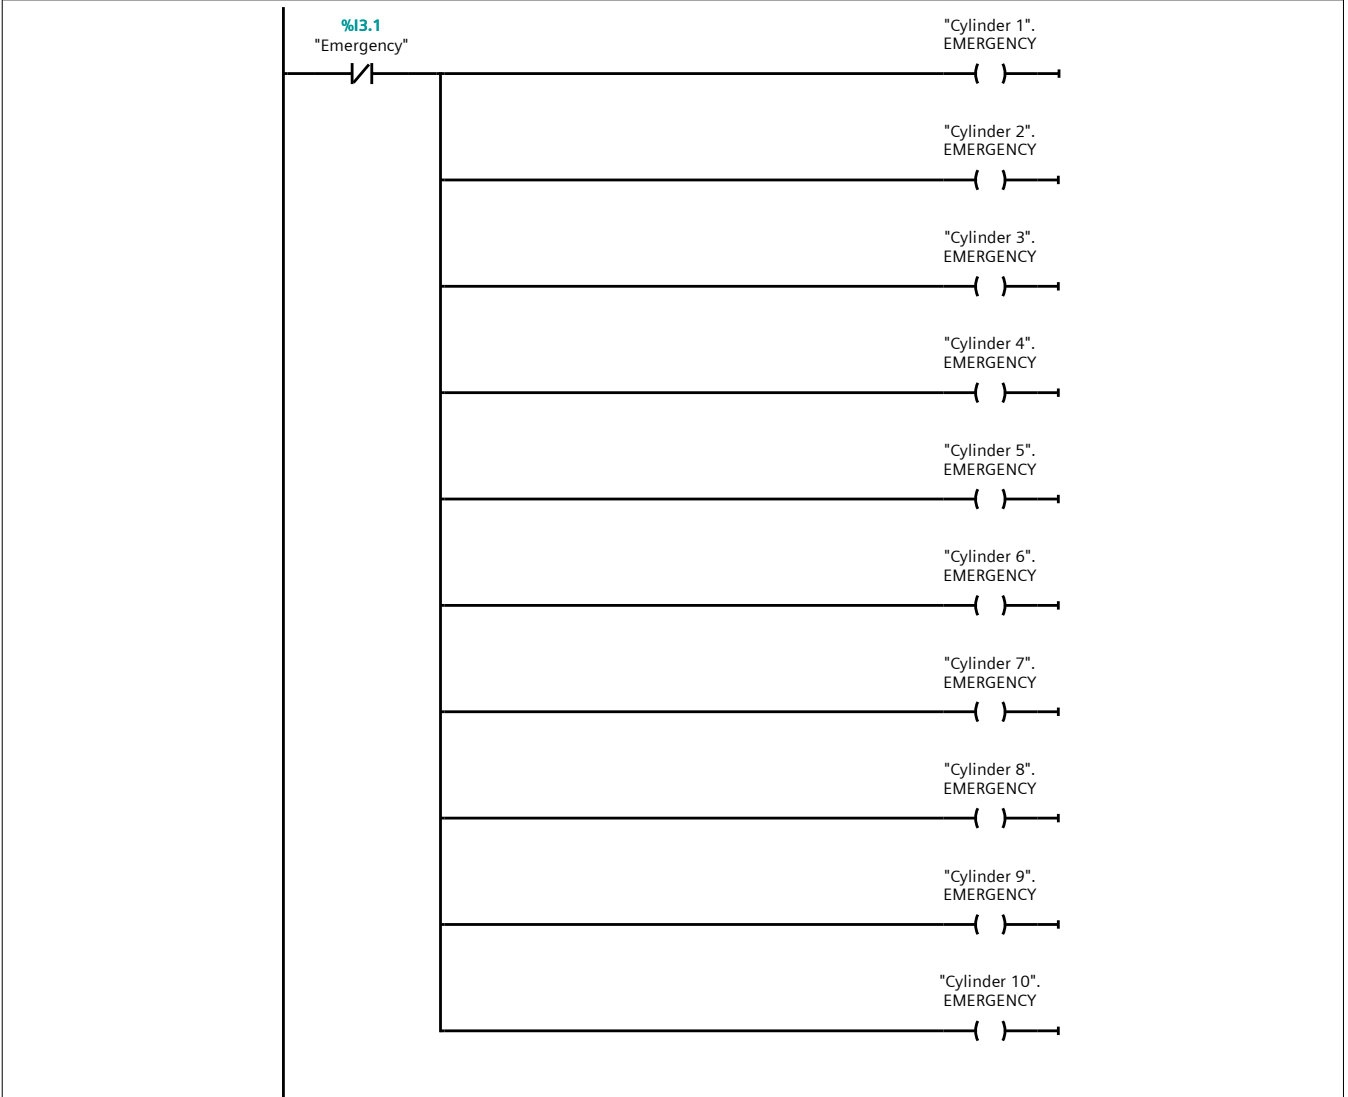 %I3.1
"Emergency"
"Cylinder 1".
EMERGENCY
"Cylinder 2".
EMERGENCY
"Cylinder 3".
EMERGENCY
"Cylinder 4".
EMERGENCY
"Cylinder 5".
EMERGENCY
"Cylinder 6".
EMERGENCY
"Cylinder 7".
EMERGENCY
"Cylinder 8".
EMERGENCY
"Cylinder 9".
EMERGENCY
"Cylinder 10".
EMERGENCY